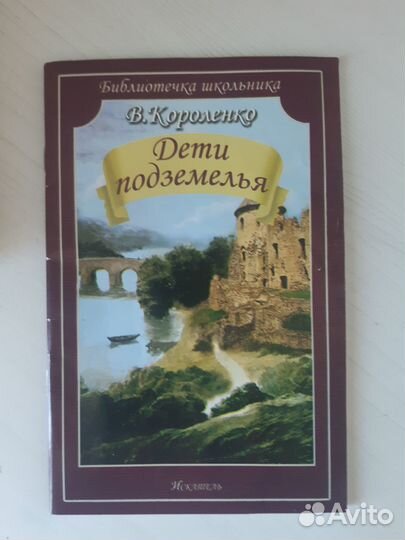 Библиотечка школьника
В. Короленко
Дети
подземелья
Искатель
Avito